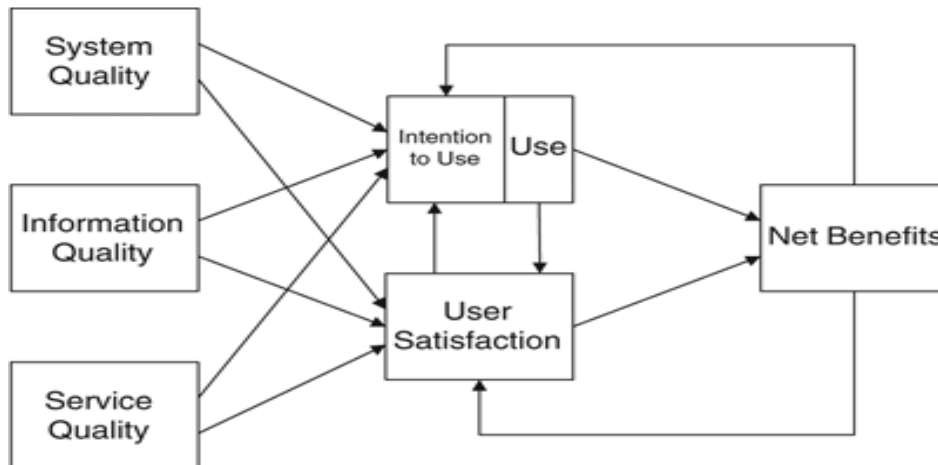 System
Quality
Intention
to Use
Use
Information
Quality
Net Benefits
User
Satisfaction
Service
Quality